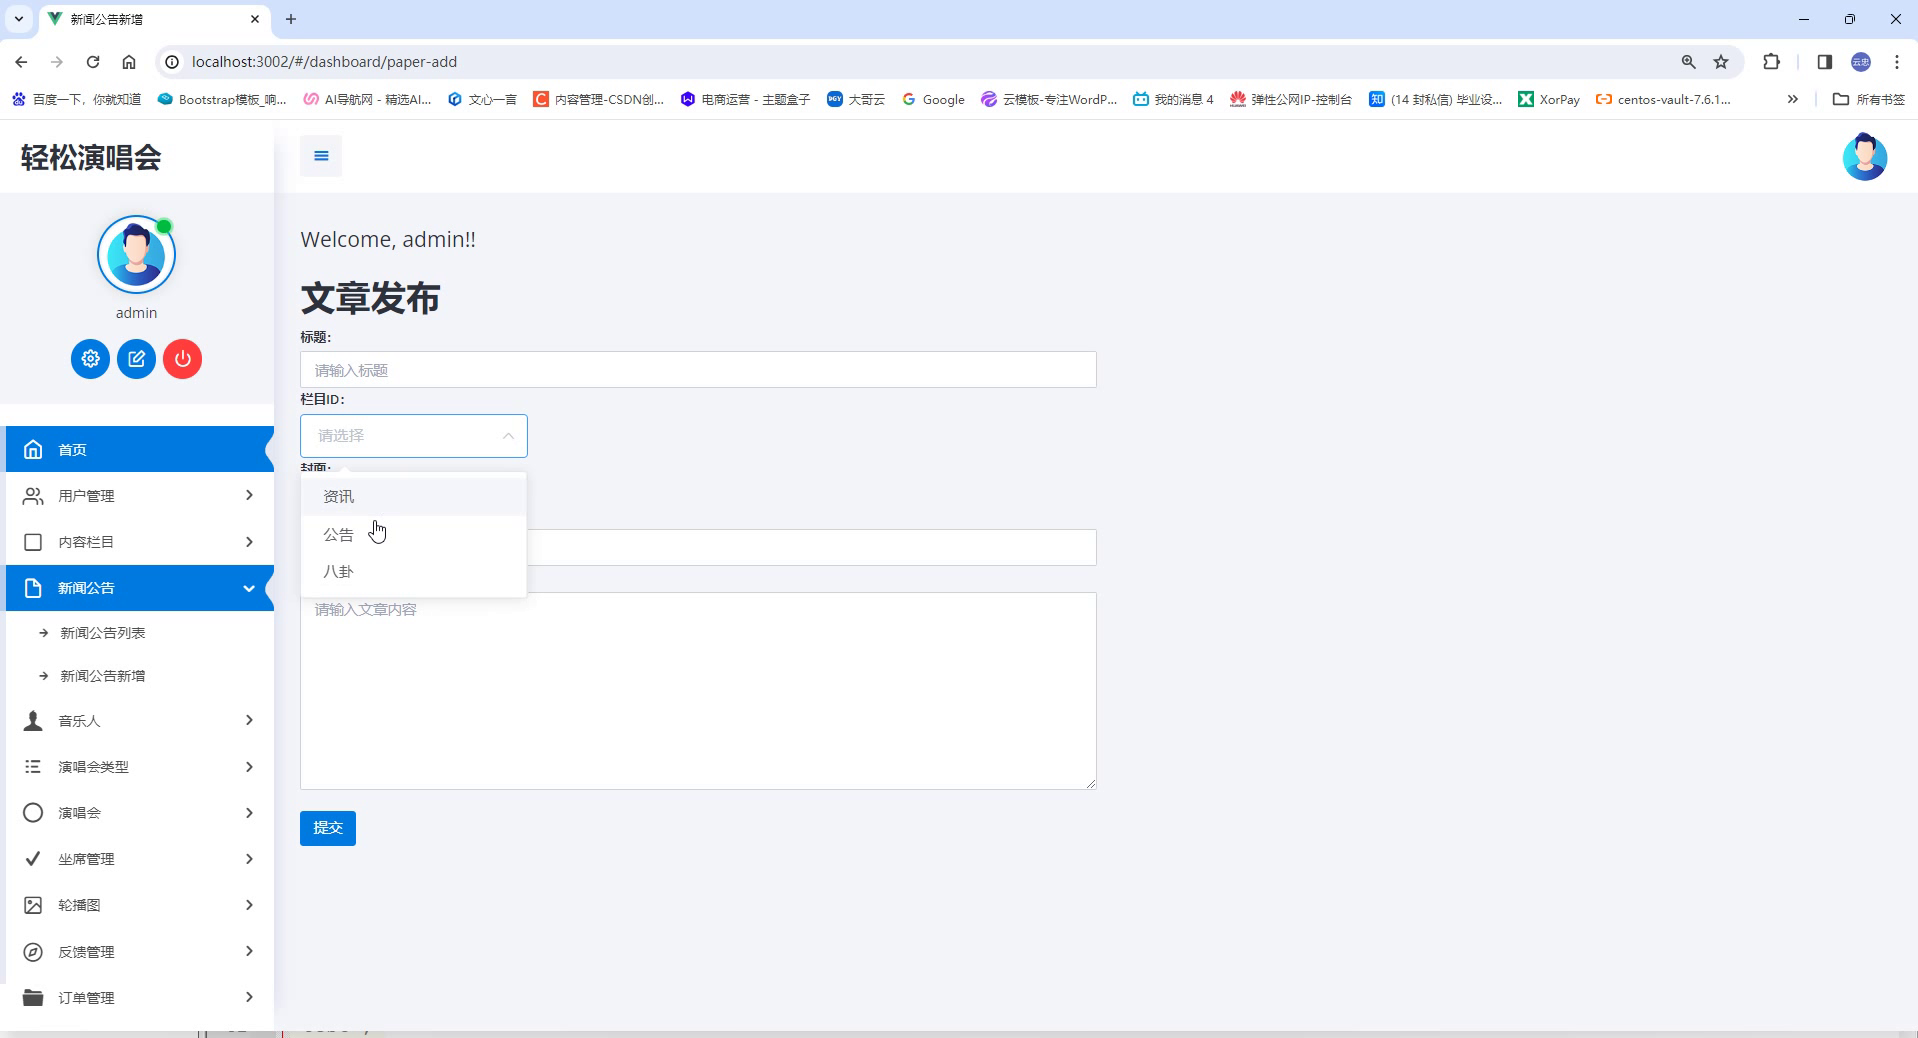 新闻公告新增
localhost:3002/#/dashboard/paper-add
百度一下，你就知道
Bootstrap模板_响...
AI导航网 - 精选AI...
文心一言
内容管理-CSDN创...
电商运营 - 主题盒子
大哥云
Google
云模板-专注WordP...
我的消息 4
弹性公网IP-控制台
(14 封私信) 毕业设...
XorPay
centos-vault-7.6.1...
所有书签
轻松演唱会
admin
首页
用户管理
内容栏目
新闻公告
新闻公告列表
新闻公告新增
音乐人
演唱会类型
演唱会
坐席管理
轮播图
反馈管理
订单管理
Welcome, admin!!
文章发布
标题：
请输入标题
栏目ID：
请选择
封面：
资讯
公告
八卦
请输入文章内容
提交